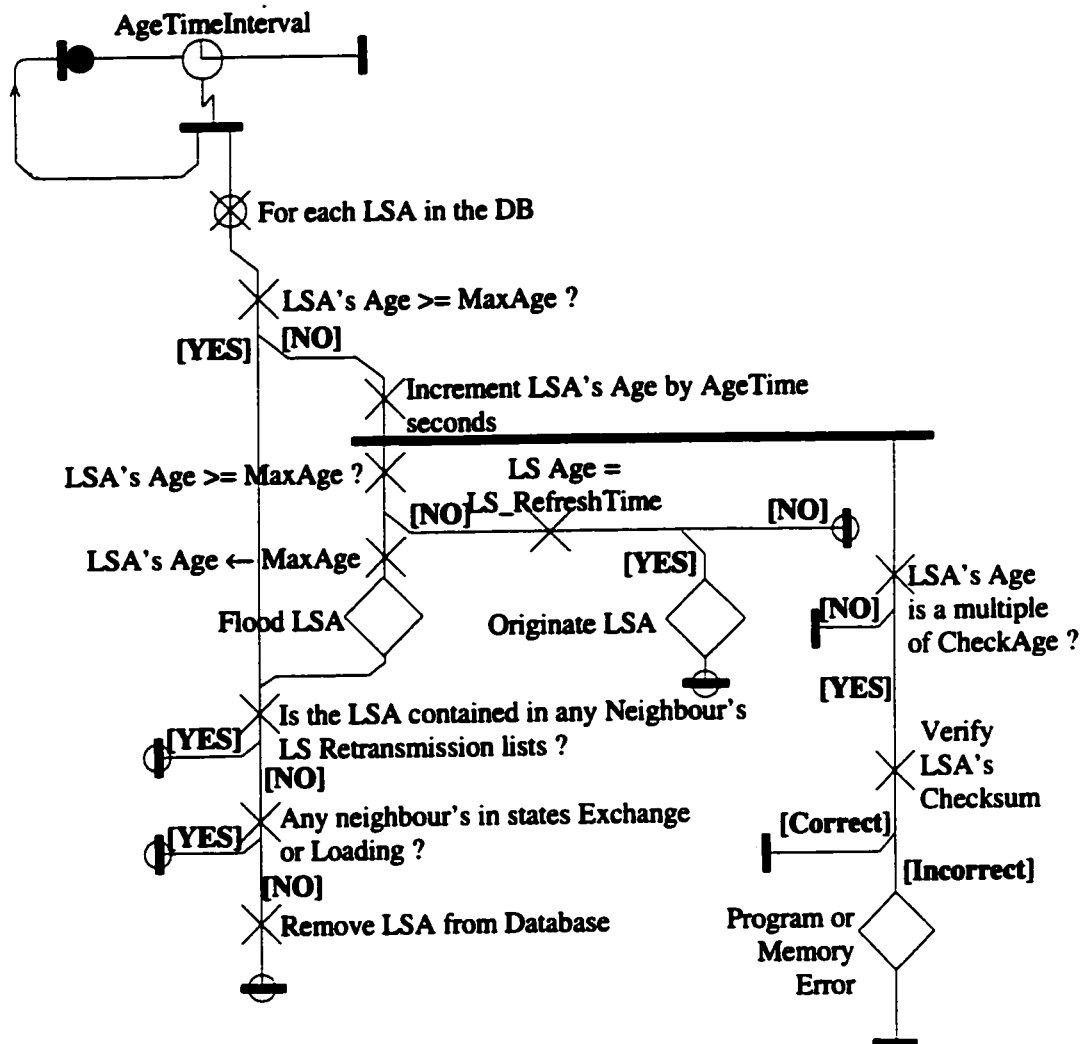 AgeTimeInterval
For each LSA in the DB
LSA's Age >= MaxAge ?
[YES]
[NO]
Increment LSA's Age by AgeTime
seconds
LSA's Age >= MaxAge ?
LS Age =
LS_RefreshTime
[NO]
[NO]
LSA's Age ← MaxAge
[YES]
LSA's Age
is a multiple
of CheckAge ?
[NO]
Flood LSA
Originate LSA
[YES]
Is the LSA contained in any Neighbour's
LS Retransmission lists ?
[YES]
[NO]
Verify
LSA's
Checksum
Any neighbour's in states Exchange
or Loading ?
[YES]
[NO]
[Correct]
[Incorrect]
Remove LSA from Database
Program or
Memory
Error